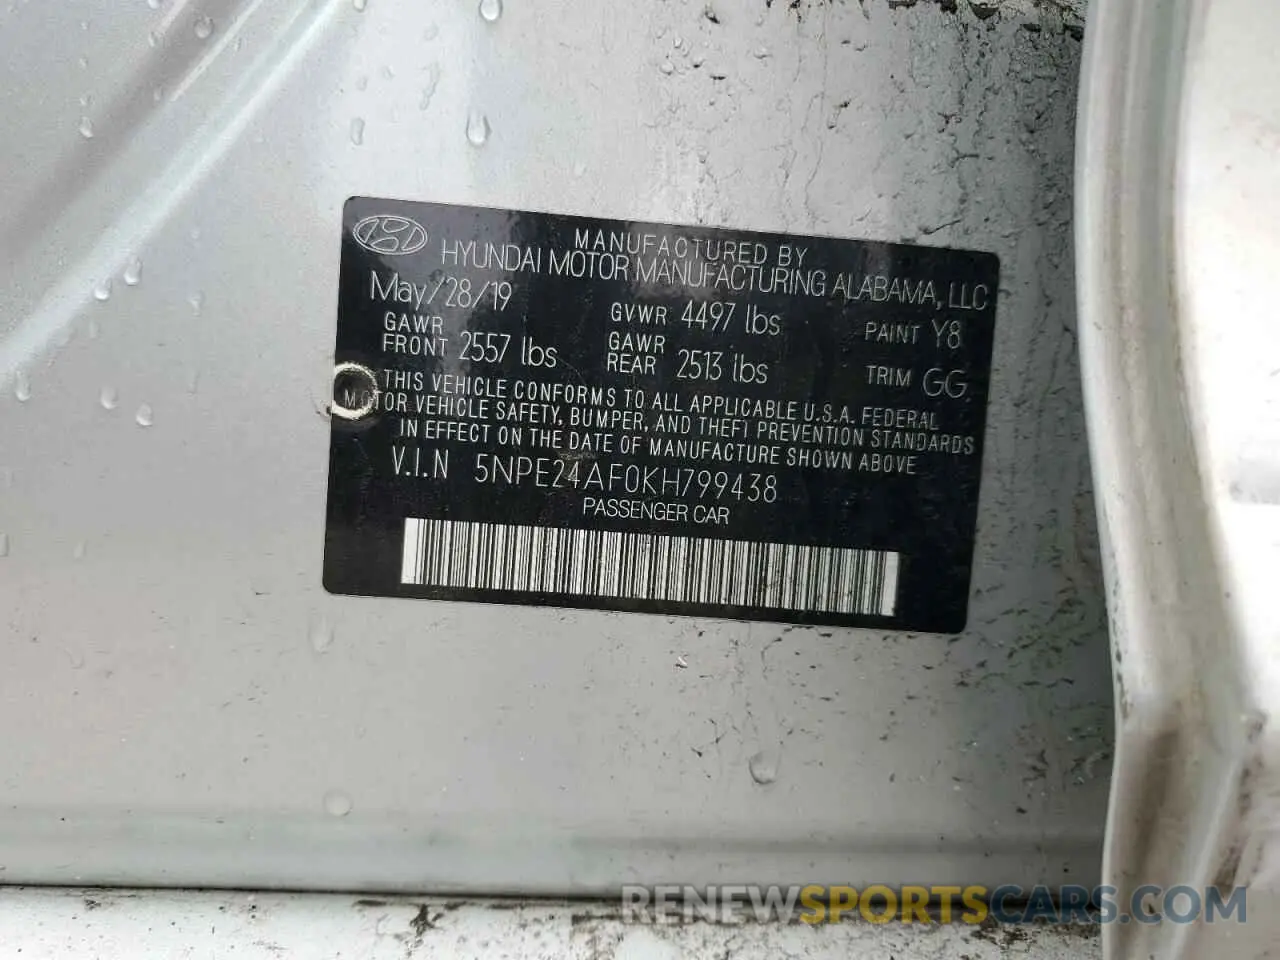 MANUFACTURED BY
HYUNDAI MOTOR MANUFACTURING ALABAMA, LLC
May/28/19 GVWR 4497 lbs PAINT Y8
GAWR FRONT 2557 lbs GAWR REAR 2513 lbs TRIM GG
THIS VEHICLE CONFORMS TO ALL APPLICABLE U.S.A. FEDERAL
MOTOR VEHICLE SAFETY, BUMPER, AND THEFT PREVENTION STANDARDS
IN EFFECT ON THE DATE OF MANUFACTURE SHOWN ABOVE
V.I.N 5NPE24AF0KH799438
PASSENGER CAR
RENEWSPORTSCARS.COM